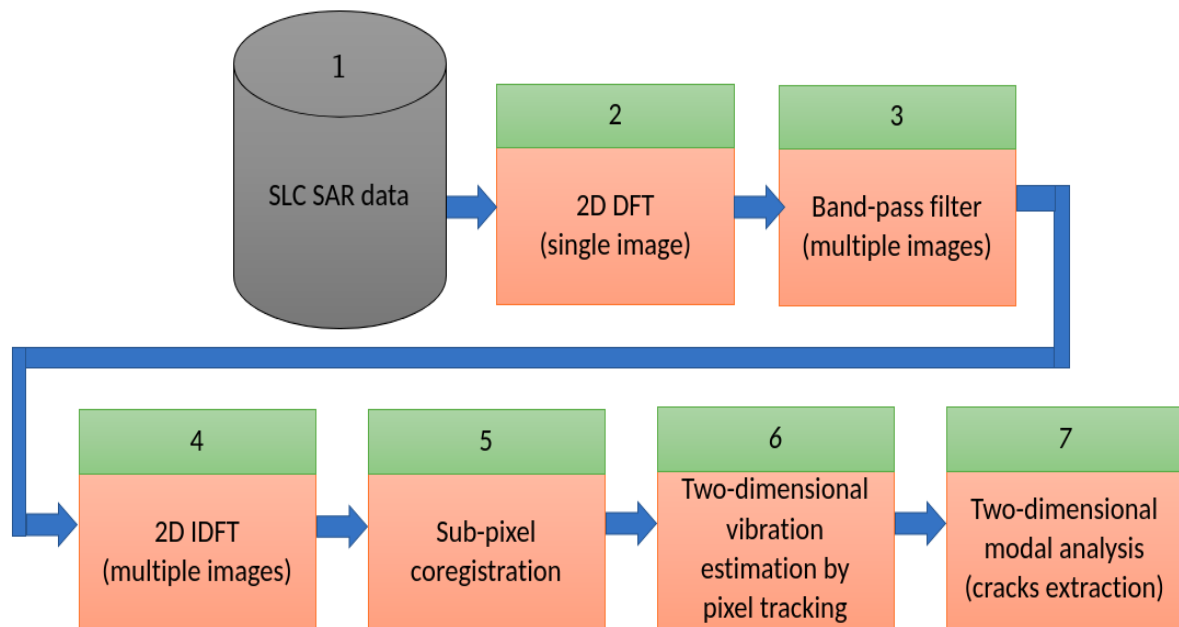 1
SLC SAR data
2
2D DFT
(single image)
3
Band-pass filter
(multiple images)
4
2D IDFT
(multiple images)
5
Sub-pixel
coregistration
6
Two-dimensional
vibration
estimation by
pixel tracking
7
Two-dimensional
modal analysis
(cracks extraction)